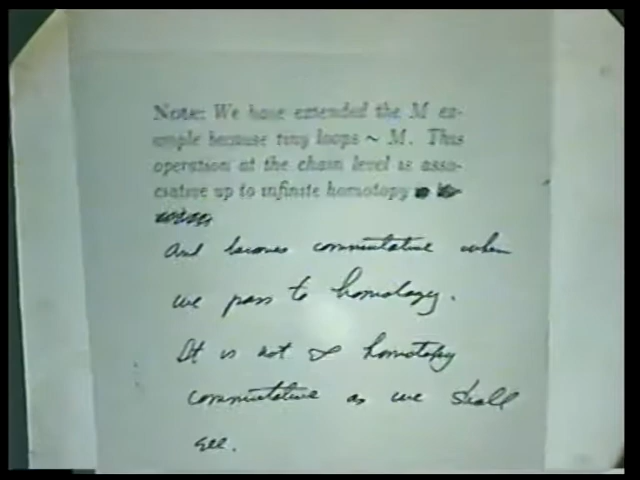 Note: We have extended the M ex-
ample because tiny loops ~ M. This
operation at the chain level is asso-
ciative up to infinite homotopy
And becomes commutative when
we pass to homology.
It is not ∞ homotopy
commutative as we shall
see.